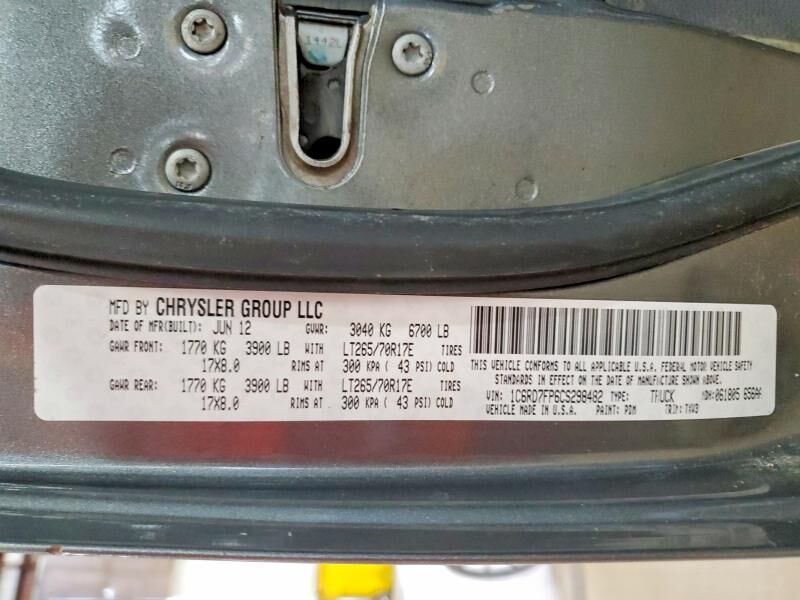 1442L
MFD BY CHRYSLER GROUP LLC
DATE OF MFR(BUILT): JUN 12 GVWR: 3040 KG 6700 LB
GAWR FRONT: 1770 KG 3900 LB WITH LT265/70R17E TIRES
17X8.0 RIMS AT 300 KPA ( 43 PSI) COLD
GAWR REAR: 1770 KG 3900 LB WITH LT265/70R17E TIRES
17X8.0 RIMS AT 300 KPA ( 43 PSI) COLD
THIS VEHICLE CONFORMS TO ALL APPLICABLE U.S.A. FEDERAL MOTOR VEHICLE SAFETY
STANDARDS IN EFFECT ON THE DATE OF MANUFACTURE SHOWN ABOVE.
VIN: 1C6RD7FP6CS298482 TYPE: TRUCK MDH: 061805 656AF
VEHICLE MADE IN U.S.A. PAINT: PDM TRIM: TXV3